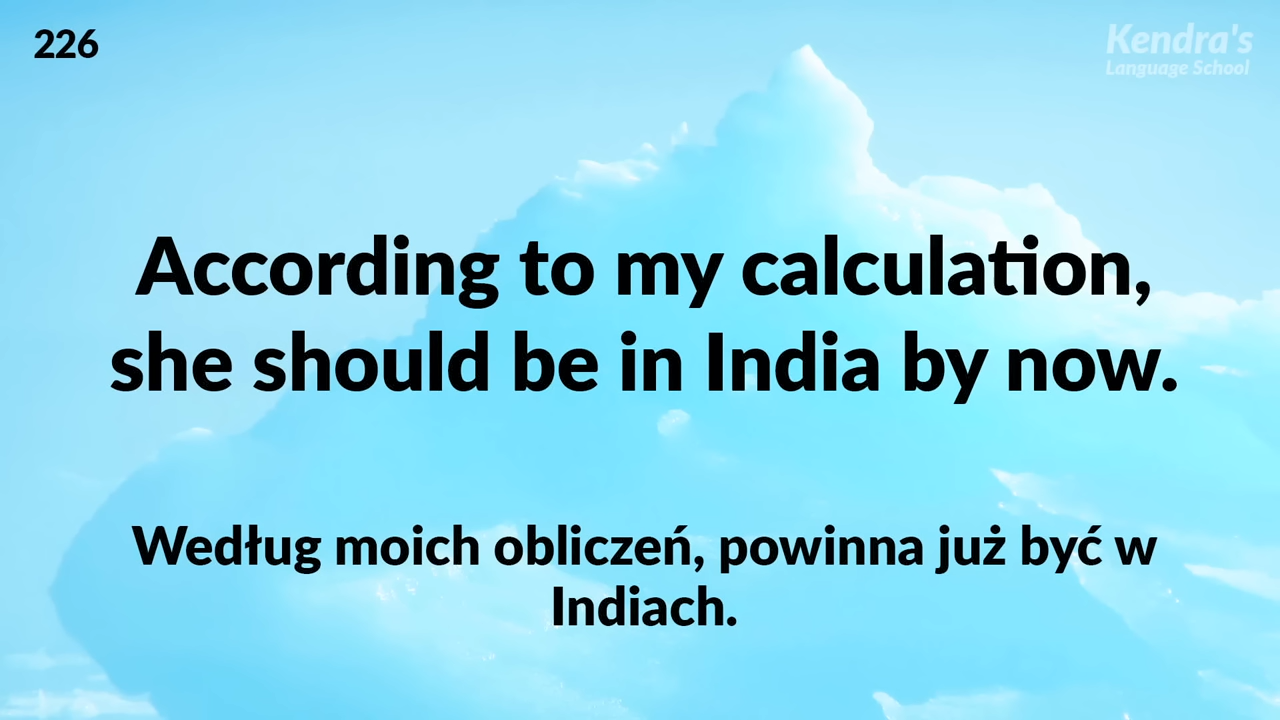 226
Kendra's
Language School
According to my calculation,
she should be in India by now.
Według moich obliczeń, powinna już być w
Indiach.